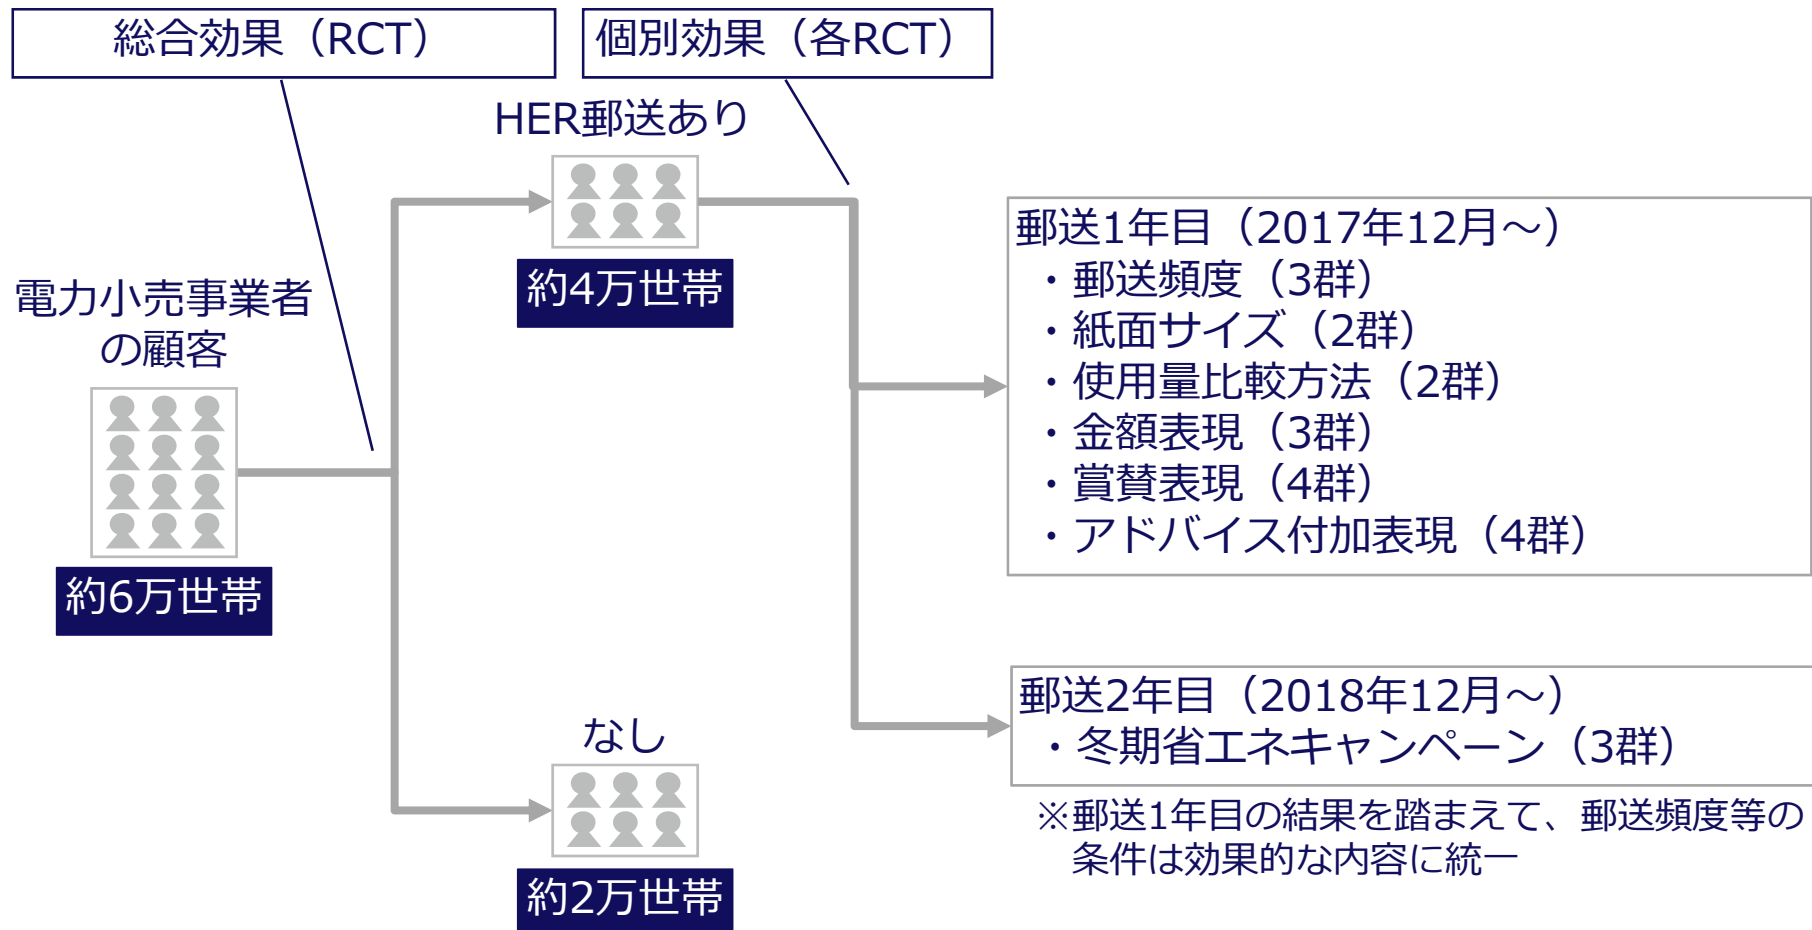 総合効果（RCT）
個別効果（各RCT）
HER郵送あり
約4万世帯
電力小売事業者
の顧客
約6万世帯
なし
約2万世帯
郵送1年目（2017年12月～）
・郵送頻度（3群）
・紙面サイズ（2群）
・使用量比較方法（2群）
・金額表現（3群）
・賞賛表現（4群）
・アドバイス付加表現（4群）
郵送2年目（2018年12月～）
・冬期省エネキャンペーン（3群）
※郵送1年目の結果を踏まえて、郵送頻度等の
条件は効果的な内容に統一